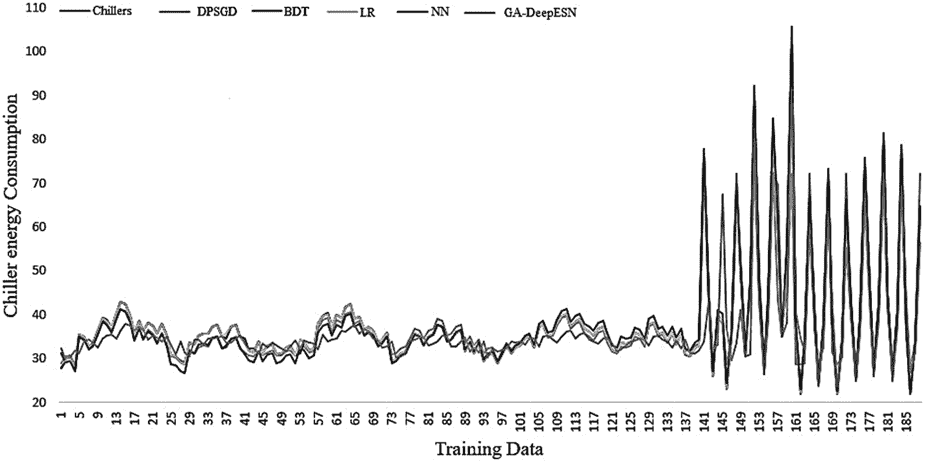 Chillers DPSGD BDT LR NN GA-DeepESN
Chiller energy Consumption
110
100
90
80
70
60
50
40
30
20
1 5 9 13 17 21 25 29 33 37 41 45 49 53 57 61 65 69 73 77 81 85 89 93 97 101 105 109 113 117 121 125 129 133 137 141 145 149 153 157 161 165 169 173 177 181 185
Training Data